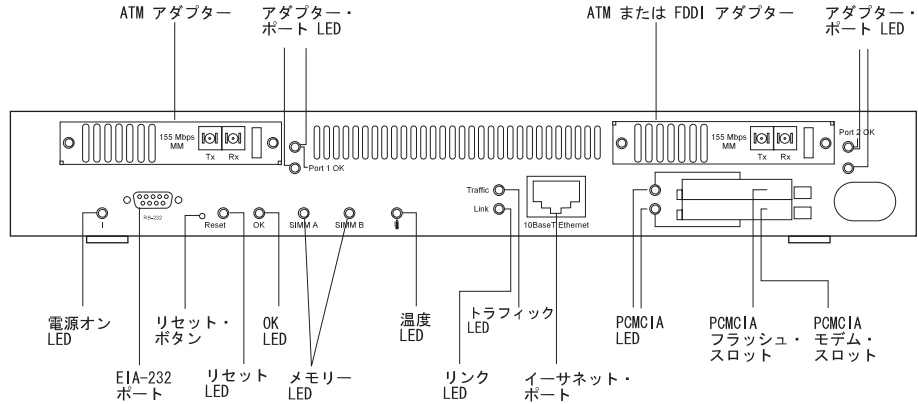 ATM アダプター
アダプター・
ポート LED
ATM または FDDI アダプター
アダプター・
ポート LED
155 Mbps
MM
Tx
Rx
Port 1 OK
155 Mbps
MM
Tx
Rx
Port 2 OK
Traffic
Link
I
RS-232
Reset
OK
SIMM A
SIMM B
10BaseT Ethernet
電源オン
LED
リセット・
ボタン
OK
LED
温度
LED
トラフィック
LED
PCMCIA
LED
PCMCIA
フラッシュ・
スロット
PCMCIA
モデム・
スロット
EIA-232
ポート
リセット
LED
メモリー
LED
リンク
LED
イーサネット・
ポート